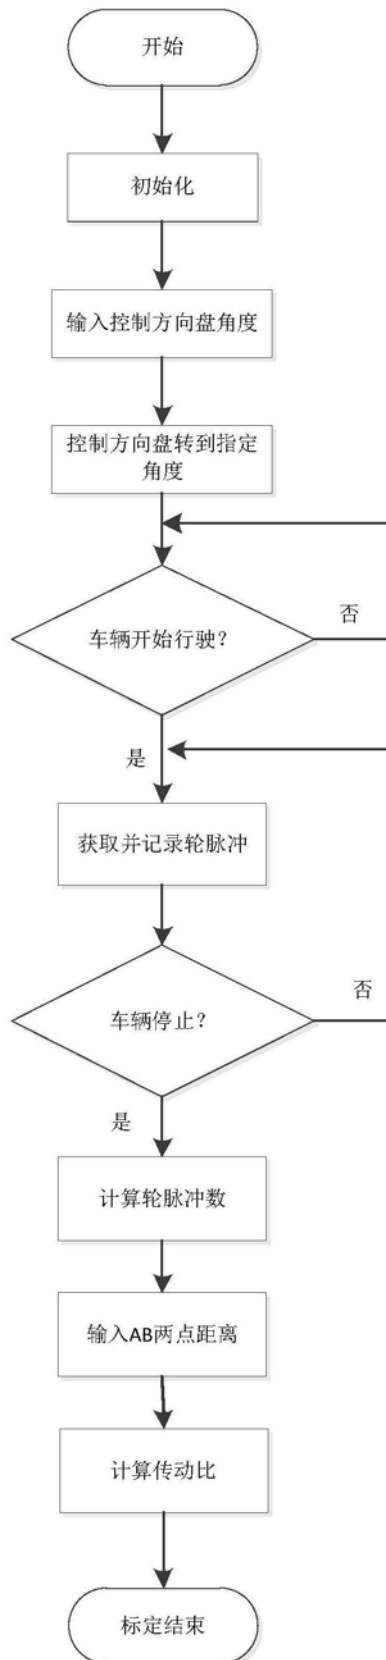 开始
初始化
输入控制方向盘角度
控制方向盘转到指定
角度
车辆开始行驶?
否
是
获取并记录轮脉冲
车辆停止?
否
是
计算轮脉冲数
输入AB两点距离
计算传动比
标定结束